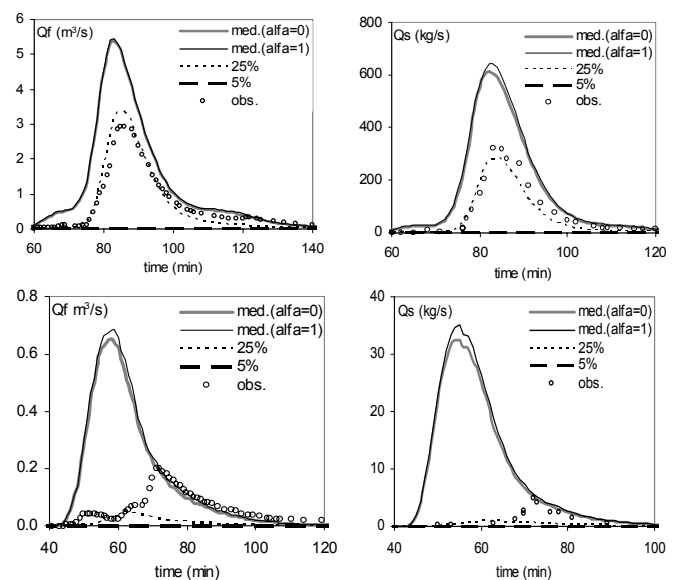 Qf (m³/s)
med.(alfa=0)
med.(alfa=1)
25%
5%
obs.
6
5
4
3
2
1
0
60 80 100 120 140
time (min)
Qs (kg/s)
med.(alfa=0)
med.(alfa=1)
25%
5%
obs.
800
600
400
200
0
60 80 100 120
time (min)
Qf m³/s)
med.(alfa=0)
med.(alfa=1)
25%
5%
obs.
0.8
0.6
0.4
0.2
0.0
40 60 80 100 120
time (min)
Qs (kg/s)
med.(alfa=0)
med.(alfa=1)
25%
5%
obs.
40
30
20
10
0
40 60 80 100
time (min)